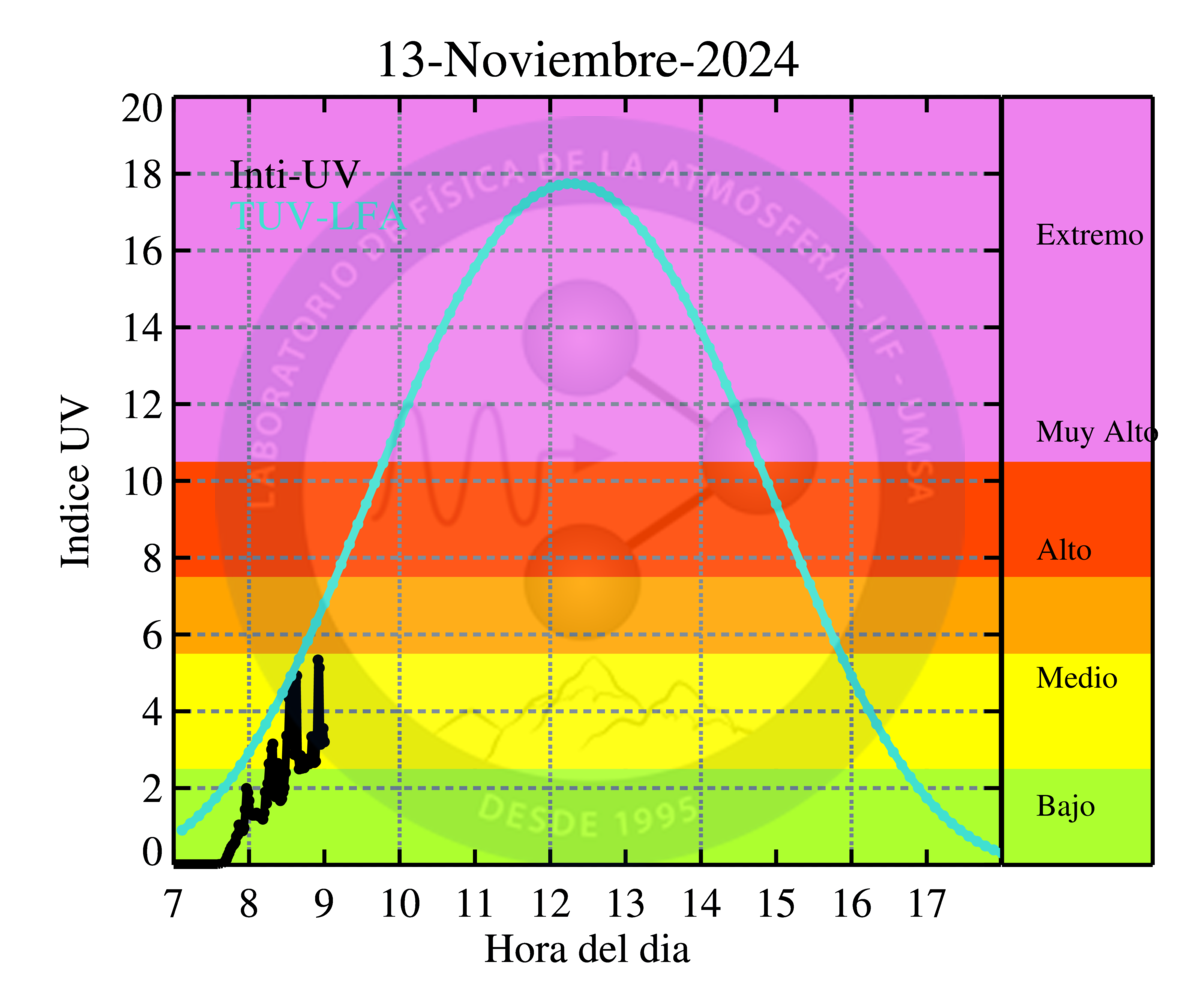 13-Noviembre-2024
20
18
16
14
12
10
8
6
4
2
0
Indice UV
Inti-UV
TUV-LFA
LABORATORIO DE FÍSICA DE LA ATMÓSFERA - IIF - UMSA
DESDE 1995
Extremo
Muy Alto
Alto
Medio
Bajo
7 8 9 10 11 12 13 14 15 16 17
Hora del dia